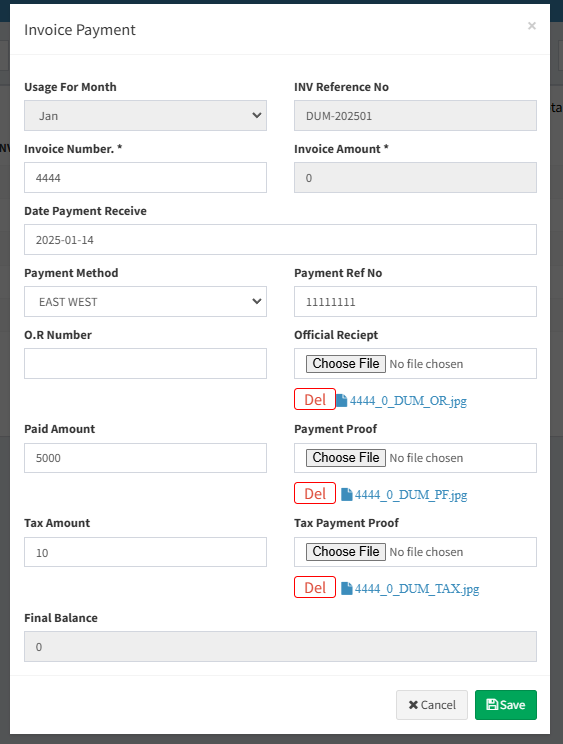 Invoice Payment ×
Usage For Month INV Reference No
Jan DUM-202501
Invoice Number. * Invoice Amount *
4444 0
Date Payment Receive
2025-01-14
Payment Method Payment Ref No
EAST WEST 11111111
O.R Number Official Reciept
Choose File No file chosen
Del 4444_0_DUM_OR.jpg
Paid Amount Payment Proof
5000 Choose File No file chosen
Del 4444_0_DUM_PF.jpg
Tax Amount Tax Payment Proof
10 Choose File No file chosen
Del 4444_0_DUM_TAX.jpg
Final Balance
0
Cancel Save